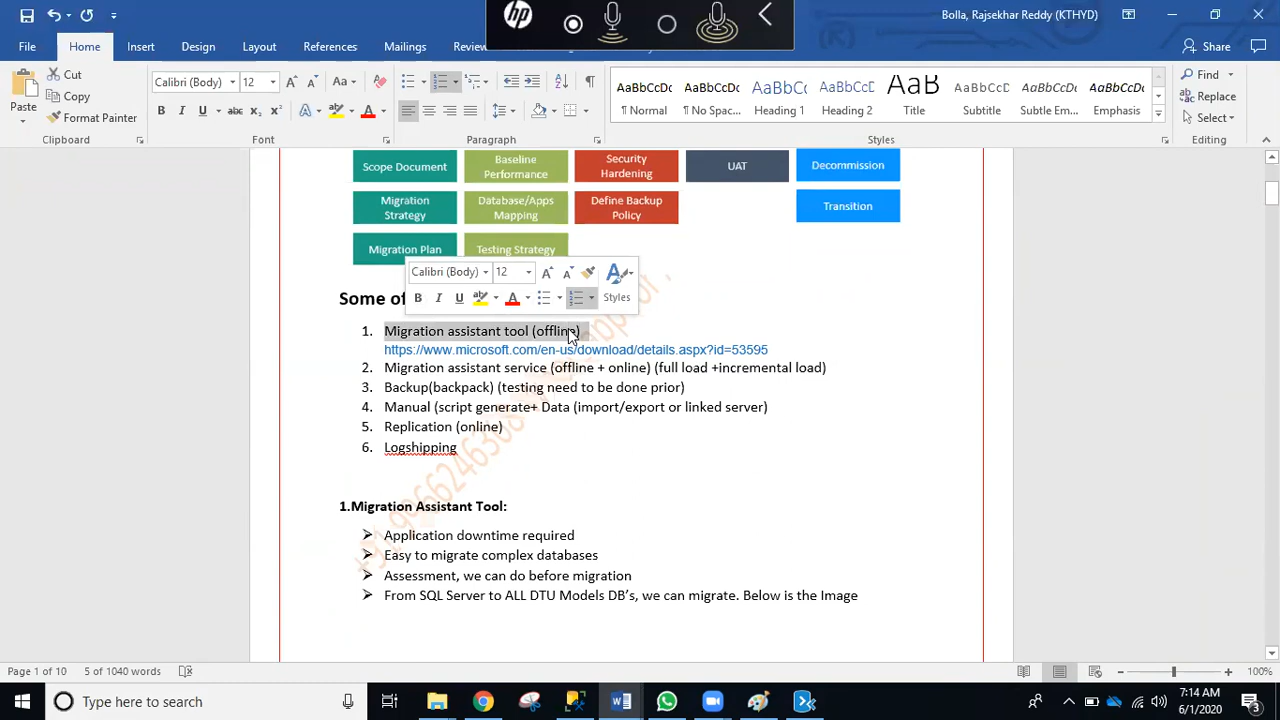 hp
Bolla, Rajsekhar Reddy (KTHYD)
File Home Insert Design Layout References Mailings Share
Paste
Cut
Copy
Format Painter
Clipboard
Calibri (Body) 12
Font
Paragraph
AaBbCcDc AaBbCcDc AaBbCc AaBbCcD AaB AaBbCcD AaBbCcDc AaBbCcDc
¶ Normal ¶ No Spac... Heading 1 Heading 2 Title Subtitle Subtle Em... Emphasis
Styles
Find
Replace
Select
Editing
Scope Document Baseline Performance Security Hardening UAT Decommission
Migration Strategy Database/Apps Mapping Define Backup Policy Transition
Migration Plan Testing Strategy
Calibri (Body) 12
Styles
Some of
1. Migration assistant tool (offline)
https://www.microsoft.com/en-us/download/details.aspx?id=53595
2. Migration assistant service (offline + online) (full load +incremental load)
3. Backup(backpack) (testing need to be done prior)
4. Manual (script generate+ Data (import/export or linked server)
5. Replication (online)
6. Logshipping
1.Migration Assistant Tool:
➢ Application downtime required
➢ Easy to migrate complex databases
➢ Assessment, we can do before migration
➢ From SQL Server to ALL DTU Models DB's, we can migrate. Below is the Image
Page 1 of 10 5 of 1040 words 100%
Type here to search
7:14 AM
6/1/2020
3